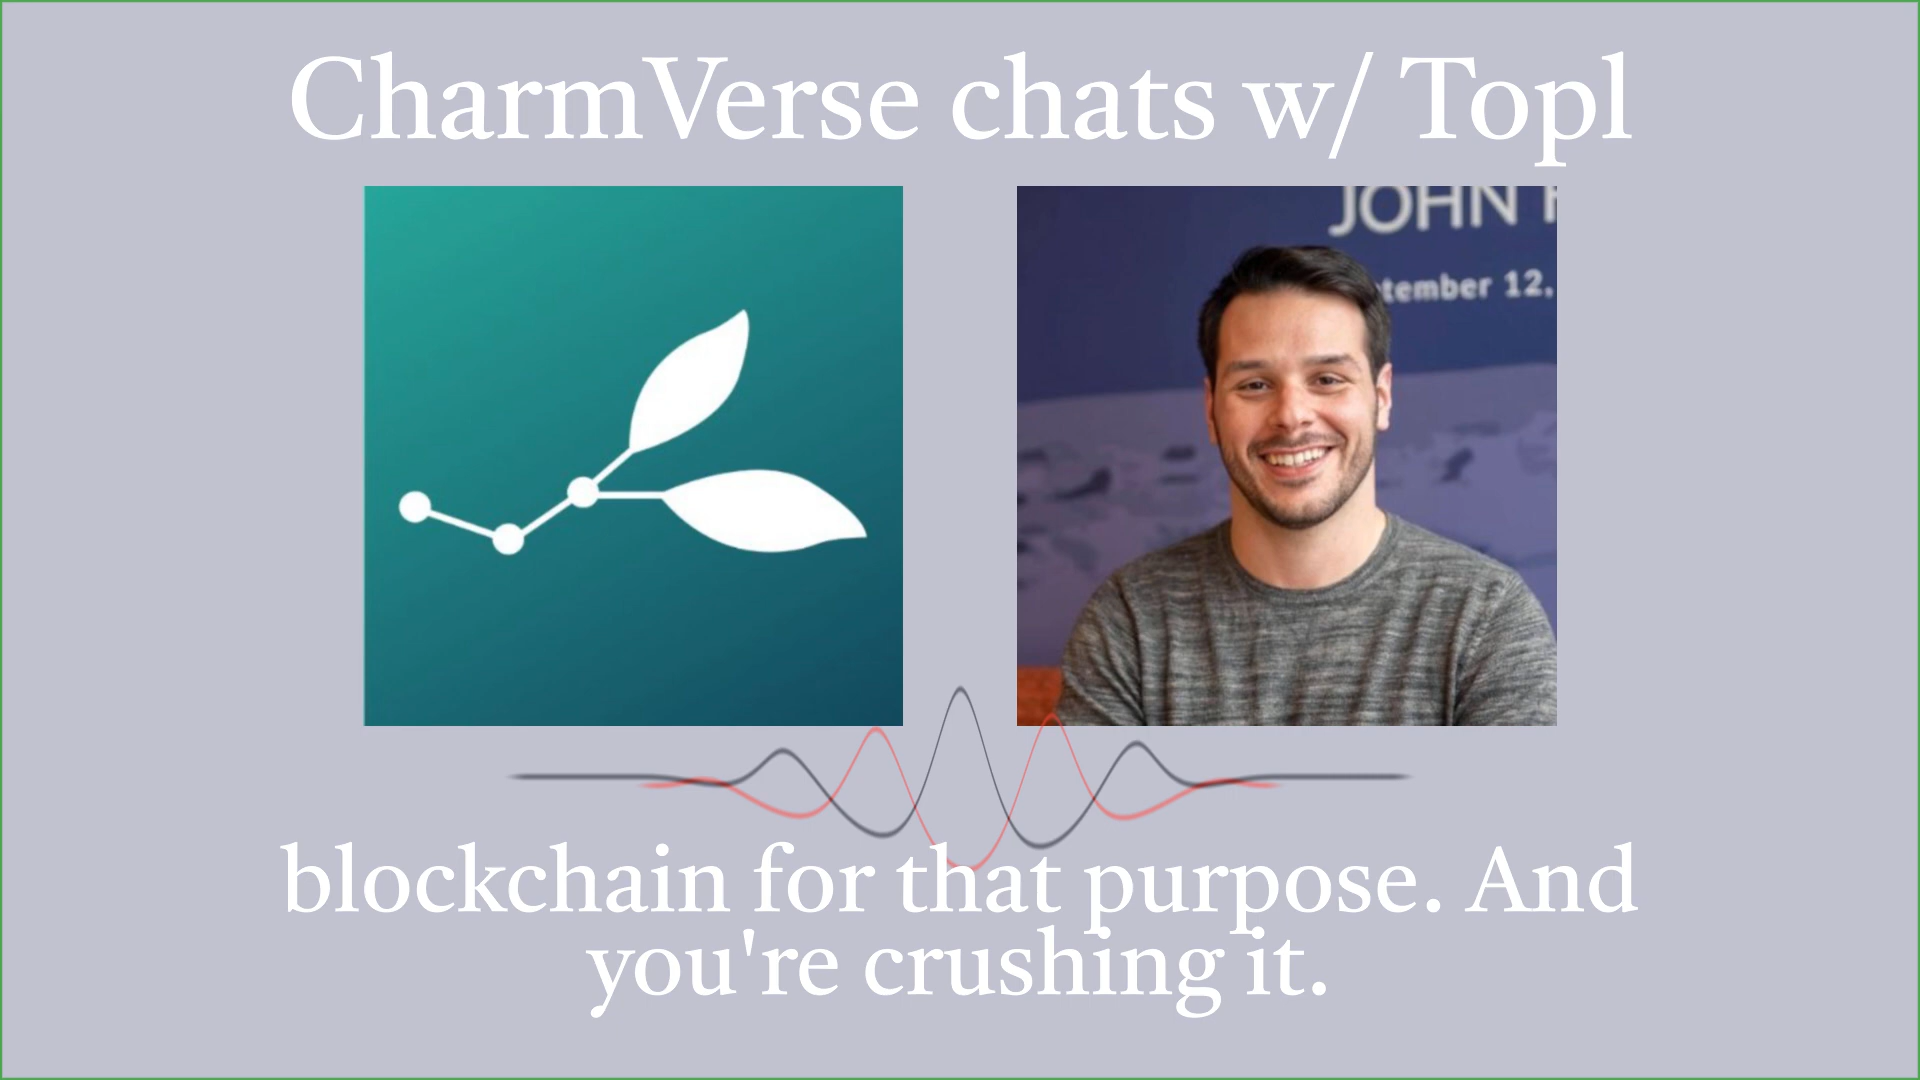 CharmVerse chats w/ Topl
JOHN
tember 12,
blockchain for that purpose. And
you're crushing it.